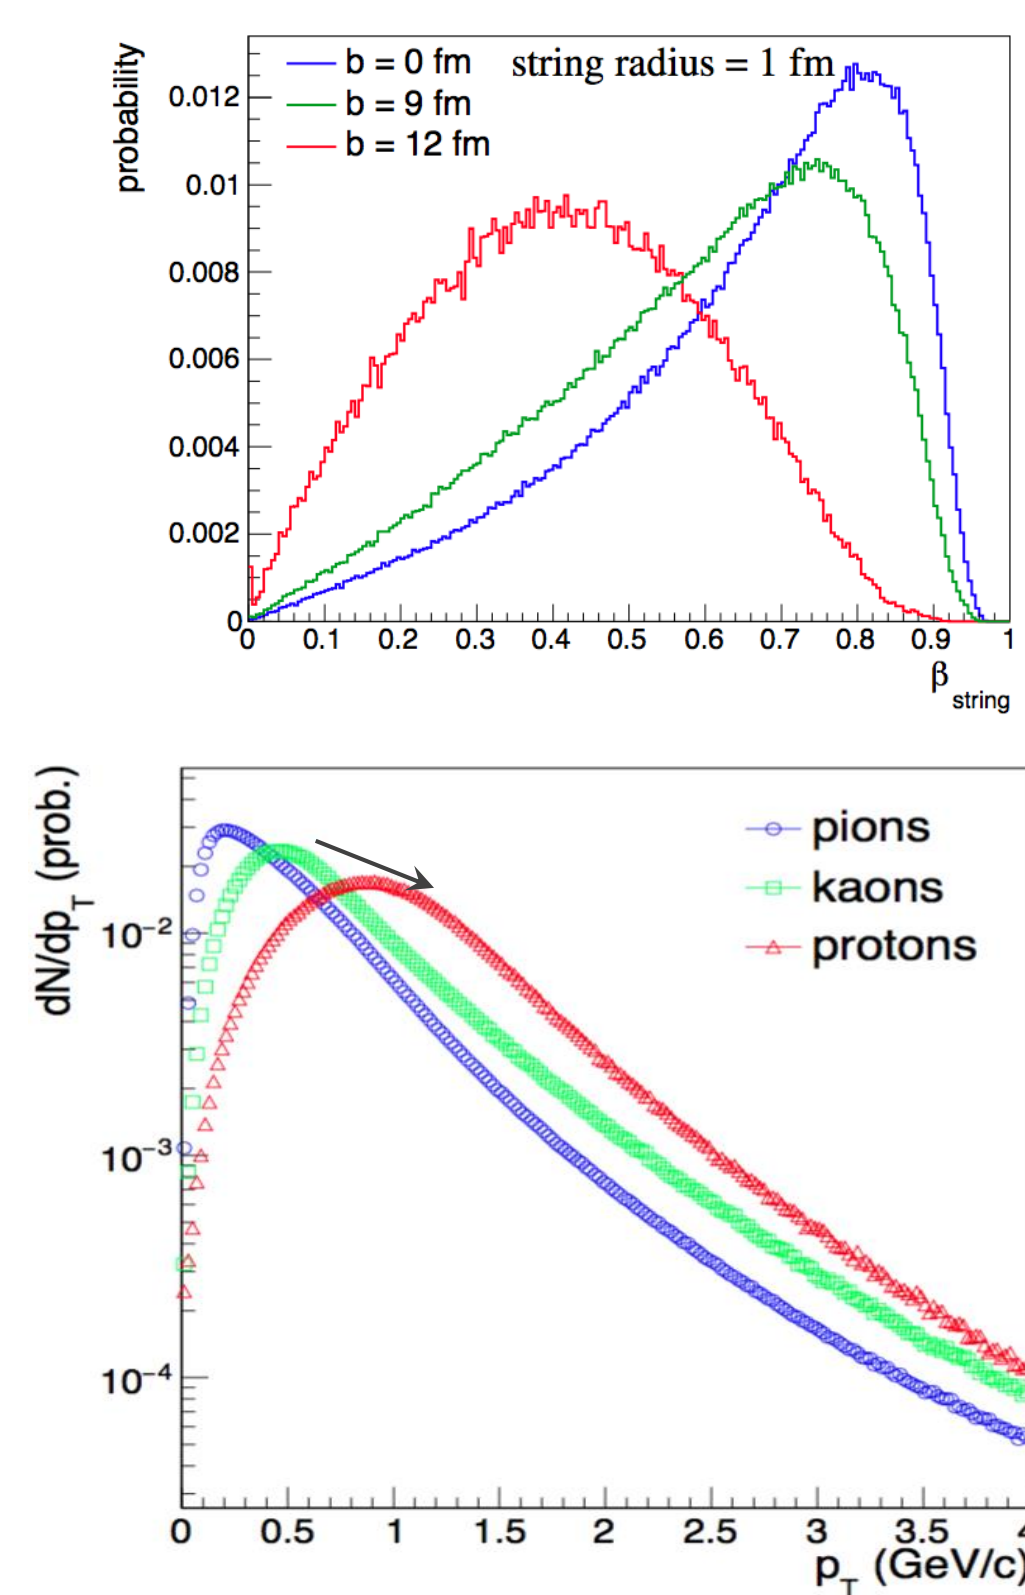 probability
b = 0 fm
string radius = 1 fm
b = 9 fm
b = 12 fm
0.012
0.01
0.008
0.006
0.004
0.002
0
0 0.1 0.2 0.3 0.4 0.5 0.6 0.7 0.8 0.9 1
β string
dN/dp_T (prob.)
pions
kaons
protons
10⁻²
10⁻³
10⁻⁴
0 0.5 1 1.5 2 2.5 3 3.5 4
p_T (GeV/c)